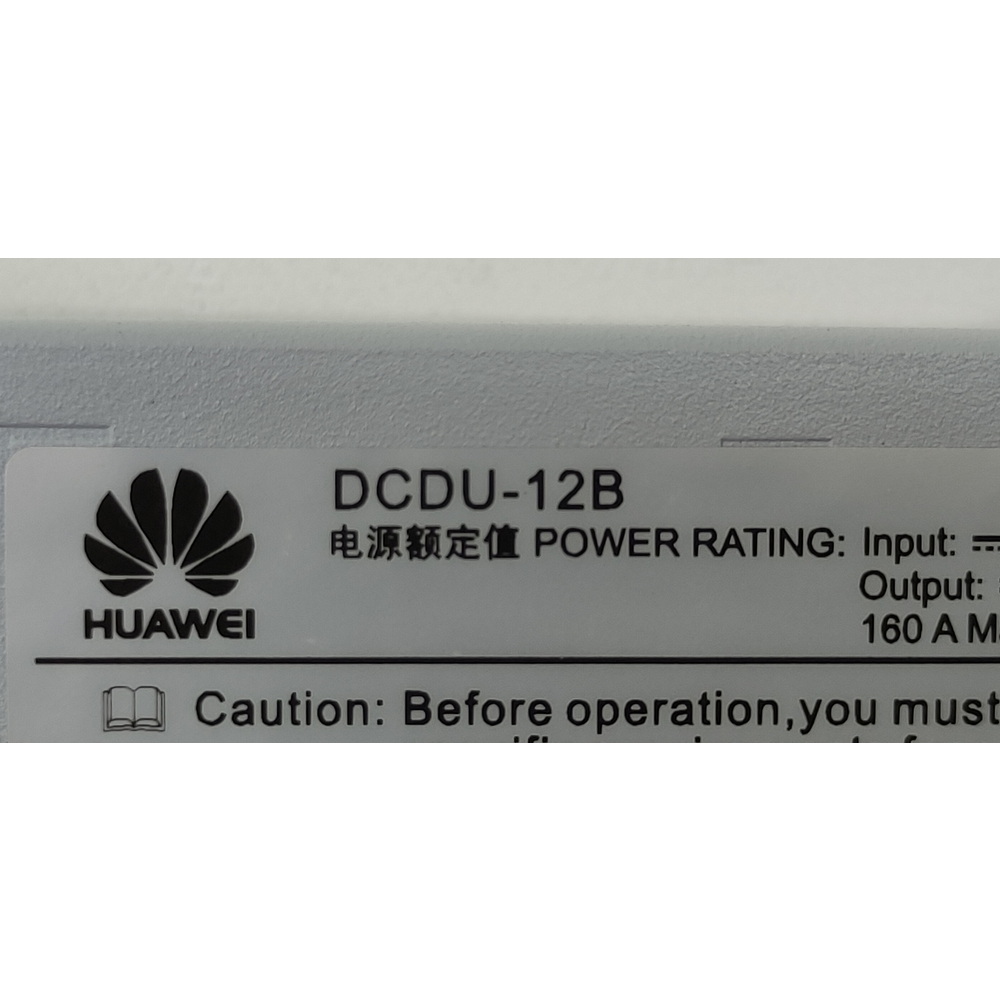 DCDU-12B
电源额定值 POWER RATING: Input:
Output:
160 A
HUAWEI
Caution: Before operation,you must